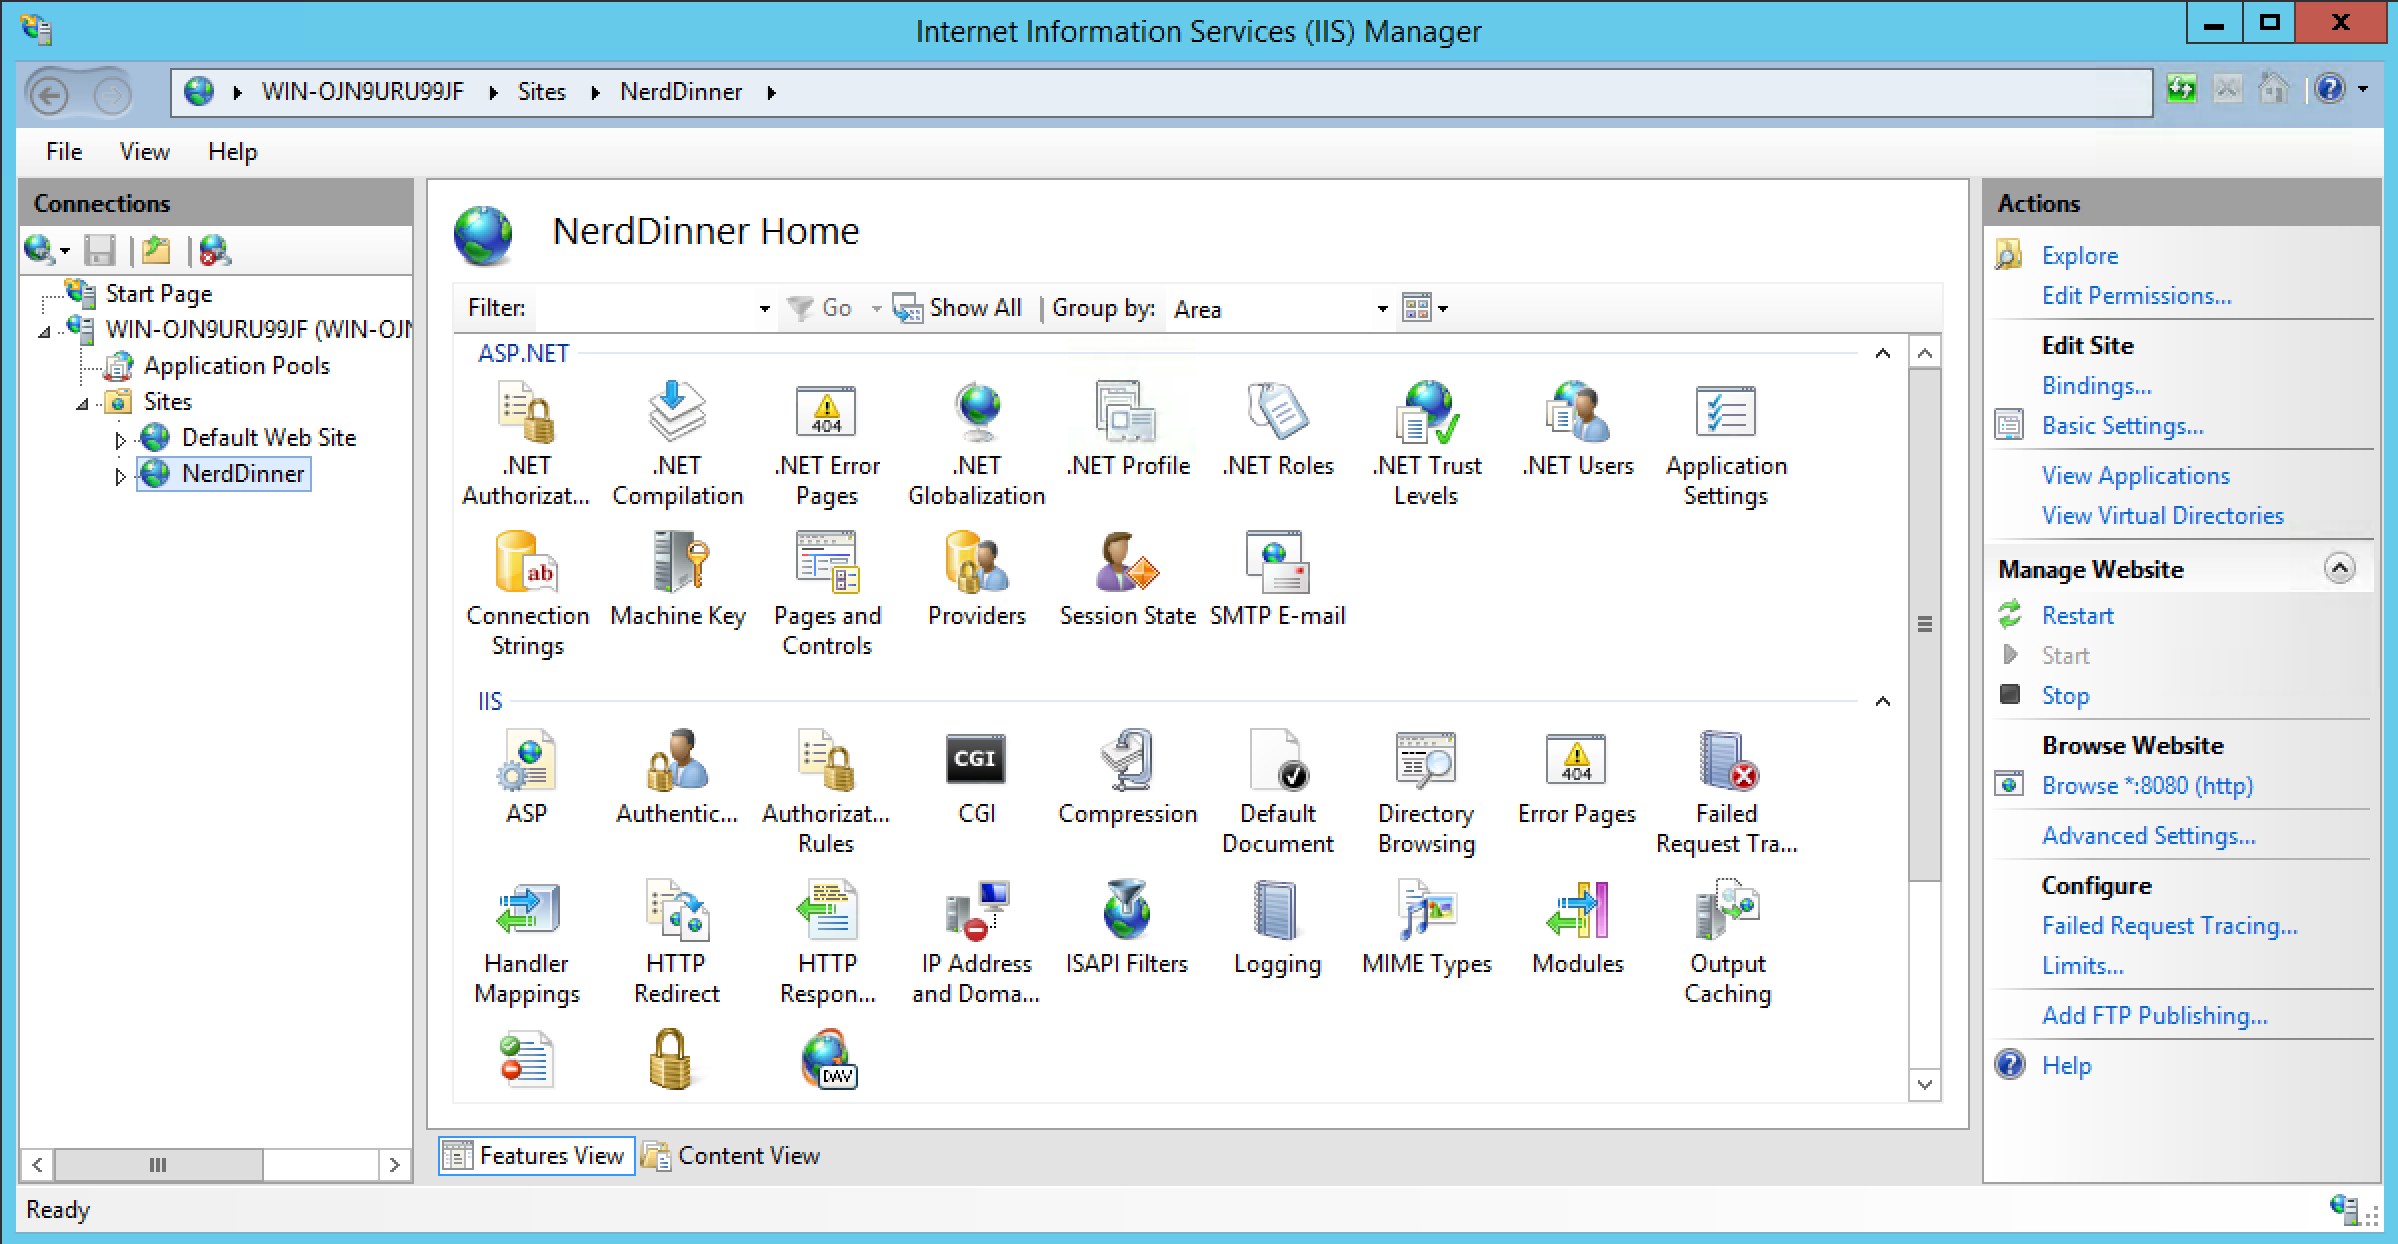 Internet Information Services (IIS) Manager
WIN-OJN9URU99JF Sites NerdDinner
File View Help
Connections
Start Page
WIN-OJN9URU99JF (WIN-OJN
Application Pools
Sites
Default Web Site
NerdDinner
NerdDinner Home
Filter: Go Show All Group by: Area
ASP.NET
.NET Authorizat...
.NET Compilation
404
.NET Error Pages
.NET Globalization
.NET Profile
.NET Roles
.NET Trust Levels
.NET Users
Application Settings
ab
Connection Strings
Machine Key
Pages and Controls
Providers
Session State
SMTP E-mail
IIS
ASP
Authentic...
Authorizat... Rules
CGI
CGI
Compression
Default Document
Directory Browsing
404
Error Pages
Failed Request Tra...
Handler Mappings
HTTP Redirect
HTTP Respon...
IP Address and Doma...
ISAPI Filters
Logging
MIME Types
Modules
Output Caching
DAV
Features View
Content View
Actions
Explore
Edit Permissions...
Edit Site
Bindings...
Basic Settings...
View Applications
View Virtual Directories
Manage Website
Restart
Start
Stop
Browse Website
Browse *:8080 (http)
Advanced Settings...
Configure
Failed Request Tracing...
Limits...
Add FTP Publishing...
Help
Ready